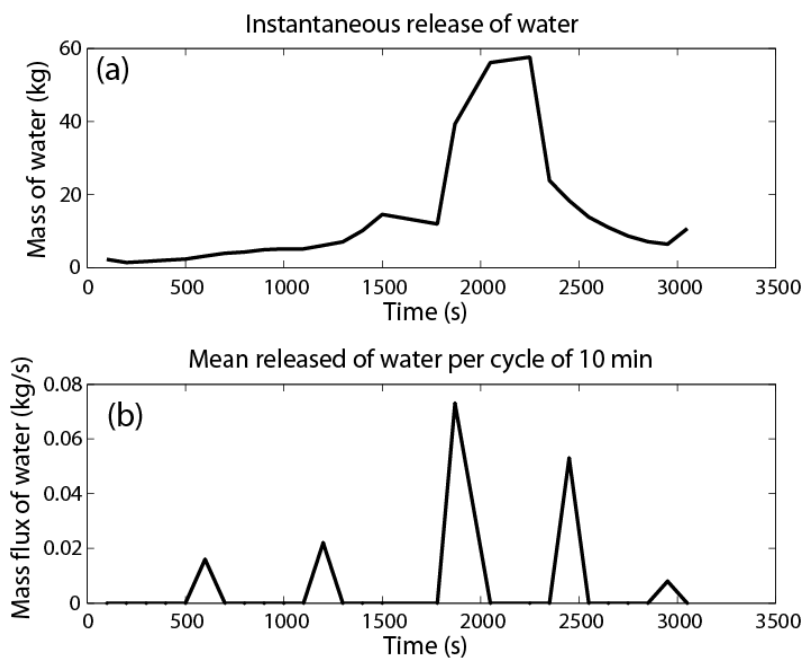 Instantaneous release of water
(a)
Mass of water (kg)
60
40
20
0
0 500 1000 1500 2000 2500 3000 3500
Time (s)
Mean released of water per cycle of 10 min
(b)
Mass flux of water (kg/s)
0.08
0.06
0.04
0.02
0
0 500 1000 1500 2000 2500 3000 3500
Time (s)